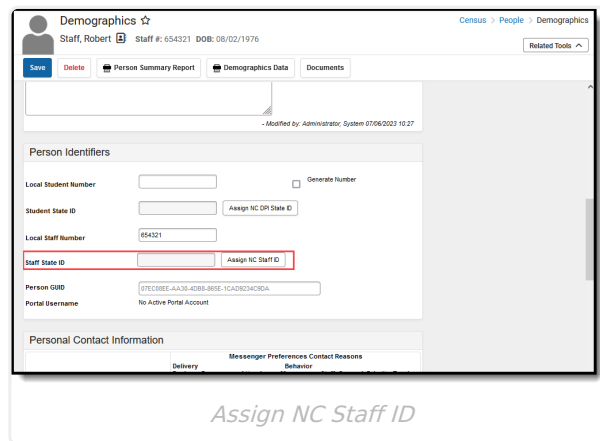 Demographics ☆
Census > People > Demographics
Staff, Robert Staff #: 654321 DOB: 08/02/1976
Related Tools
Save Delete Person Summary Report Demographics Data Documents
- Modified by: Administrator, System 07/06/2023 10:27
Person Identifiers
Local Student Number Generate Number
Student State ID Assign NC DPI State ID
Local Staff Number 654321
Staff State ID Assign NC Staff ID
Person GUID 07EC08EE-AA30-4DB8-865E-1CAD9234C9DA
Portal Username No Active Portal Account
Personal Contact Information
Messenger Preferences Contact Reasons
Delivery Behavior
Assign NC Staff ID